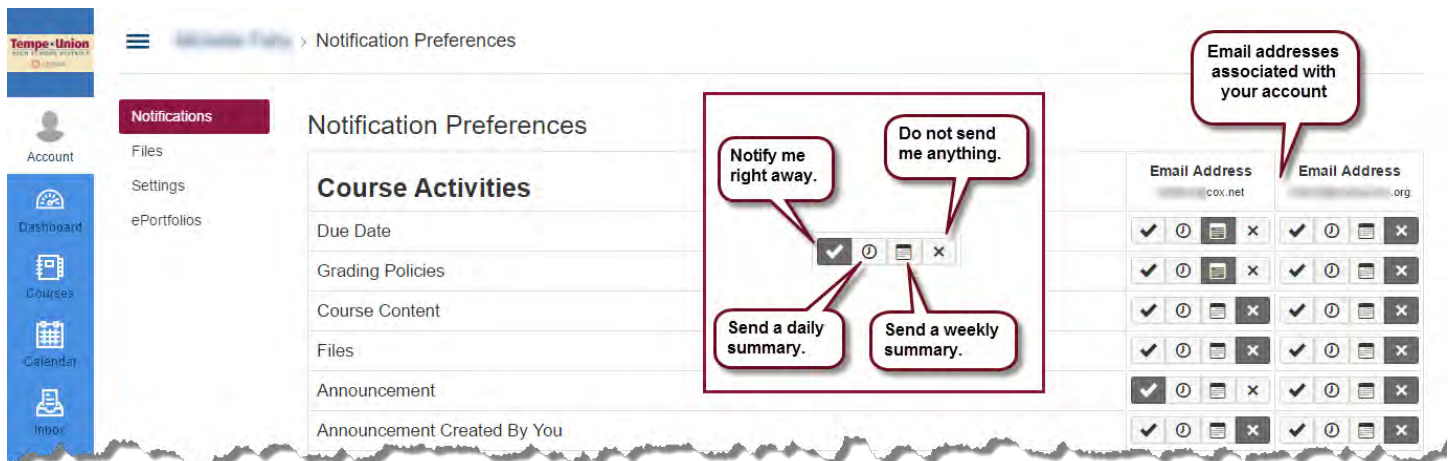 Tempe Union
> Notification Preferences
Email addresses
associated with
your account
Account
Dashboard
Courses
Calendar
Inbox
Notifications
Files
Settings
ePortfolios
Notification Preferences
Course Activities
Due Date
Grading Policies
Course Content
Files
Announcement
Announcement Created By You
Notify me
right away.
Do not send
me anything.
Send a daily
summary.
Send a weekly
summary.
Email Address
cox.net
Email Address
.org